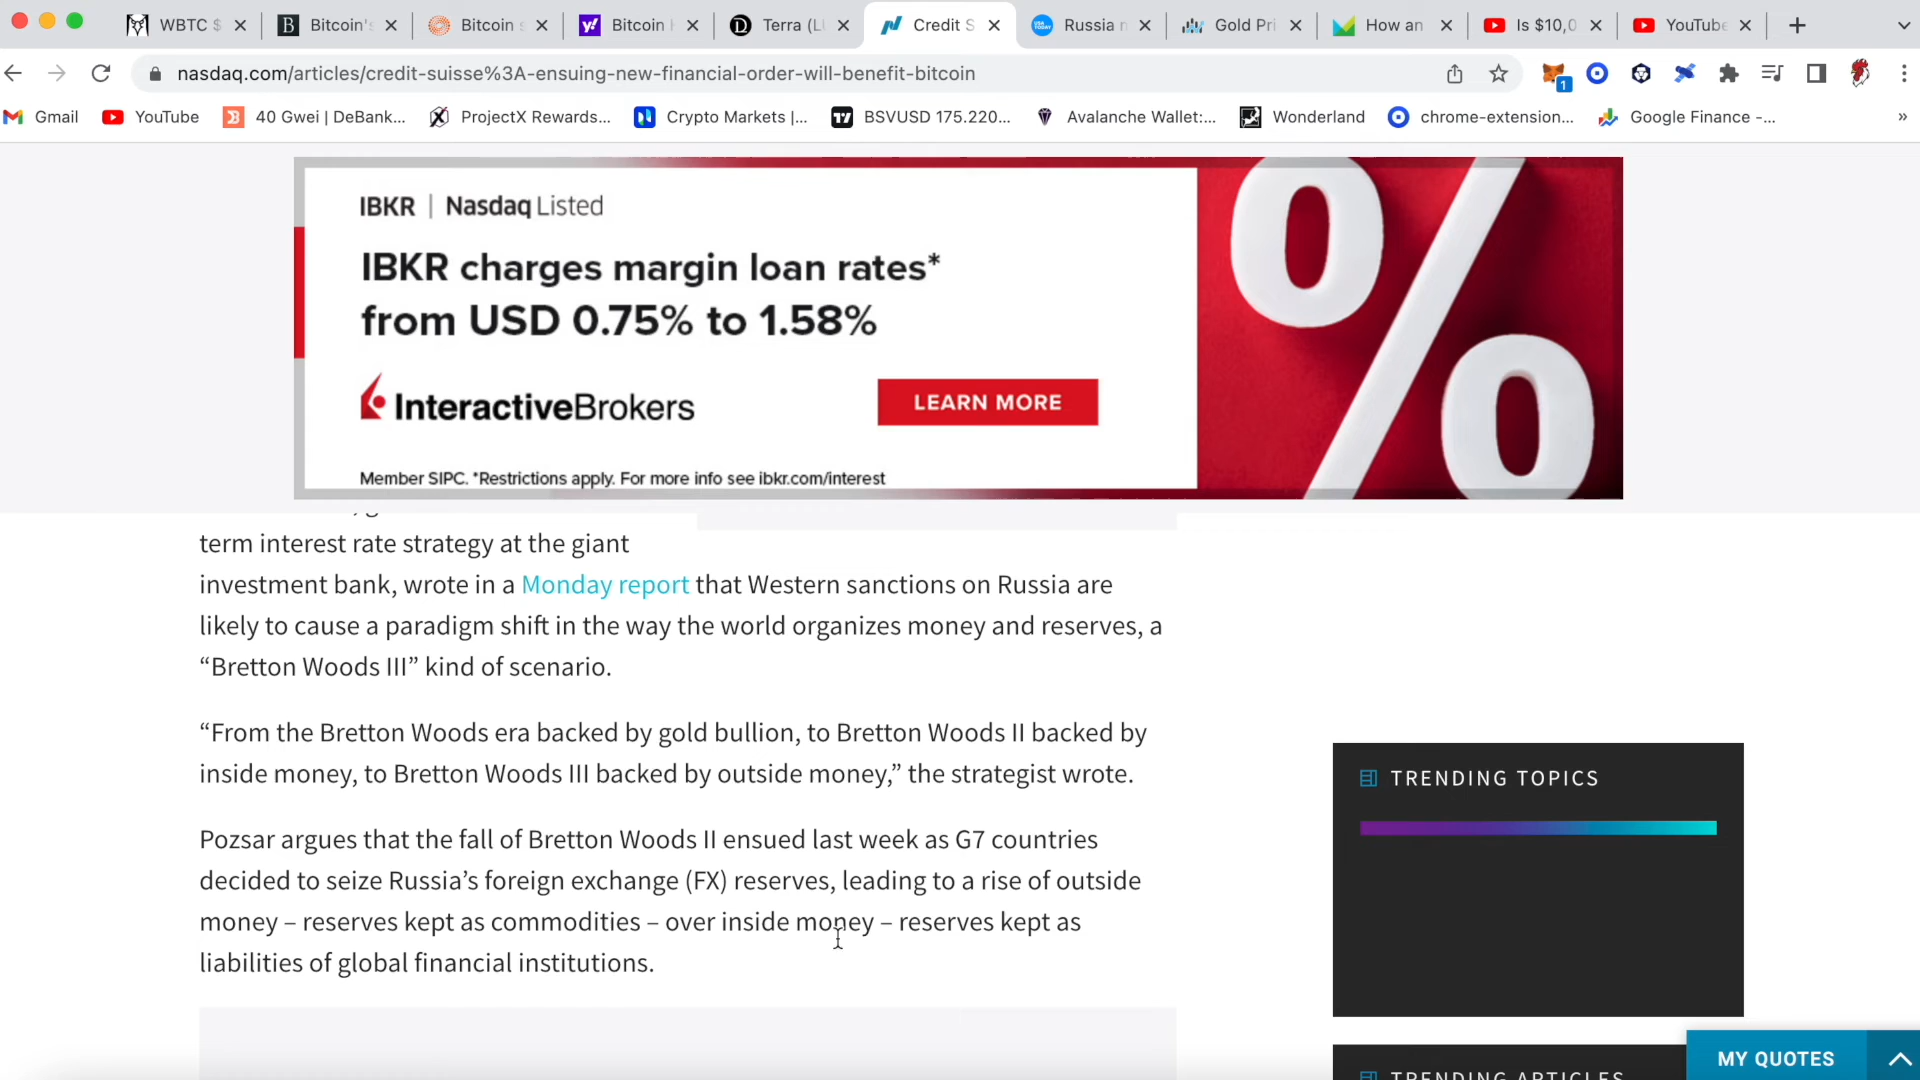 WBTC $
Bitcoin's
Bitcoin s
Bitcoin H
Terra (LU
Credit S
Russia n
Gold Pri
How an
Is $10,0
YouTube
nasdaq.com/articles/credit-suisse%3A-ensuing-new-financial-order-will-benefit-bitcoin
1
Gmail
YouTube
40 Gwei | DeBank...
ProjectX Rewards...
Crypto Markets |...
BSVUSD 175.220...
Avalanche Wallet:...
Wonderland
chrome-extension...
Google Finance -...
»
IBKR | Nasdaq Listed
IBKR charges margin loan rates*
from USD 0.75% to 1.58%
InteractiveBrokers
LEARN MORE
Member SIPC. *Restrictions apply. For more info see ibkr.com/interest
%
term interest rate strategy at the giant
investment bank, wrote in a Monday report that Western sanctions on Russia are
likely to cause a paradigm shift in the way the world organizes money and reserves, a
“Bretton Woods III” kind of scenario.
“From the Bretton Woods era backed by gold bullion, to Bretton Woods II backed by
inside money, to Bretton Woods III backed by outside money,” the strategist wrote.
Pozsar argues that the fall of Bretton Woods II ensued last week as G7 countries
decided to seize Russia’s foreign exchange (FX) reserves, leading to a rise of outside
money – reserves kept as commodities – over inside money – reserves kept as
liabilities of global financial institutions.
TRENDING TOPICS
TRENDING ARTICLES
MY QUOTES